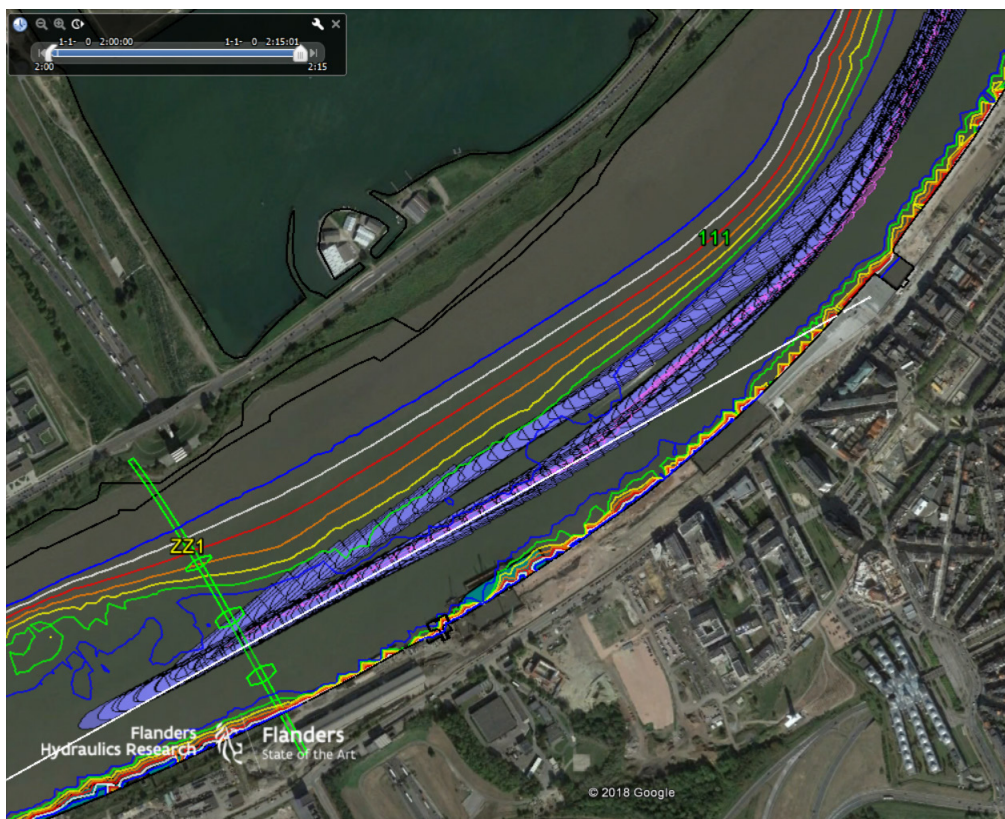 1-1- 0 2:00:00
1-1- 0 2:15:01
2:00
2:15
111
ZZ1
Flanders
Hydraulics Research
Flanders
State of the Art
© 2018 Google